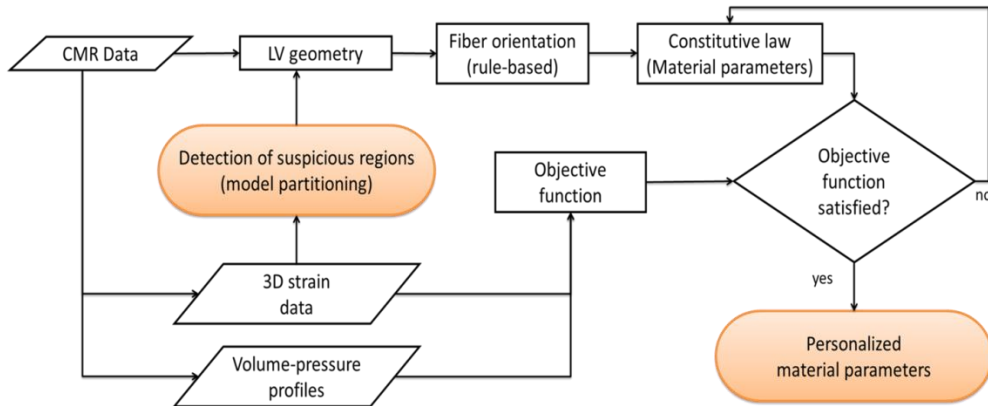 CMR Data
LV geometry
Fiber orientation
(rule-based)
Constitutive law
(Material parameters)
Detection of suspicious regions
(model partitioning)
Objective
function
Objective
function
satisfied?
no
3D strain
data
yes
Volume-pressure
profiles
Personalized
material parameters